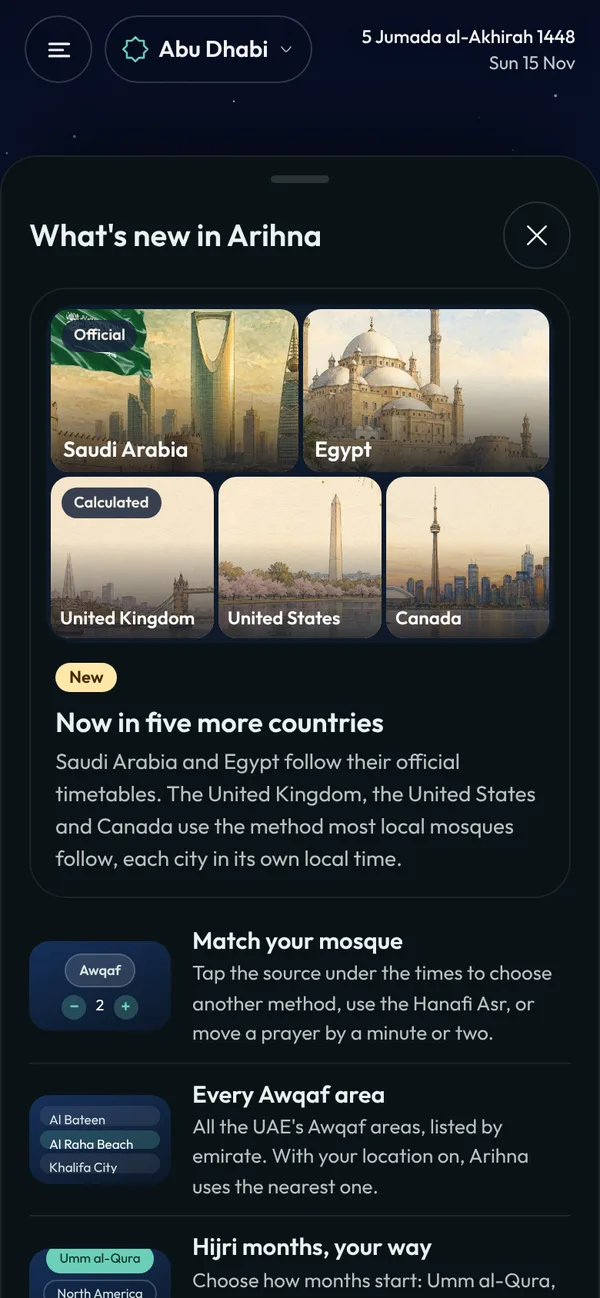 Abu Dhabi
5 Jumada al-Akhirah 1448
Sun 15 Nov
What's new in Arihna
Official
Saudi Arabia
Egypt
Calculated
United Kingdom
United States
Canada
New
Now in five more countries
Saudi Arabia and Egypt follow their official
timetables. The United Kingdom, the United States
and Canada use the method most local mosques
follow, each city in its own local time.
Awqaf
− 2 +
Match your mosque
Tap the source under the times to choose
another method, use the Hanafi Asr, or
move a prayer by a minute or two.
Al Bateen
Al Raha Beach
Khalifa City
Every Awqaf area
All the UAE's Awqaf areas, listed by
emirate. With your location on, Arihna
uses the nearest one.
Umm al-Qura
North America
Hijri months, your way
Choose how months start: Umm al-Qura,